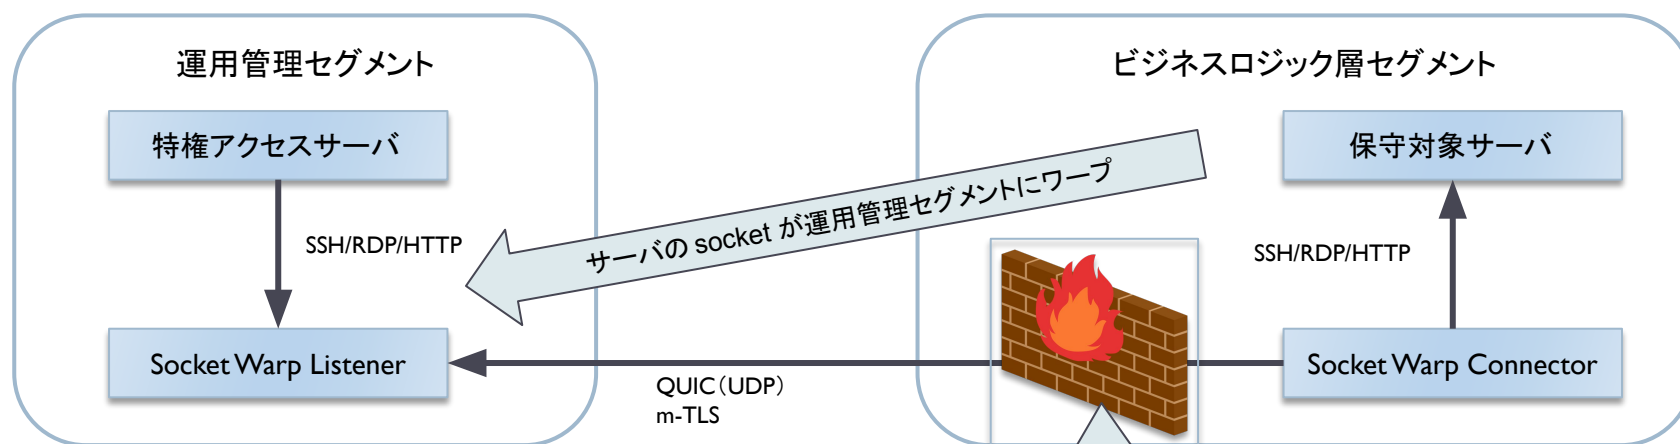 運用管理セグメント
特権アクセスサーバ
SSH/RDP/HTTP
Socket Warp Listener
サーバの socket が運用管理セグメントにワープ
QUIC（UDP）
m-TLS
ビジネスロジック層セグメント
保守対象サーバ
SSH/RDP/HTTP
Socket Warp Connector